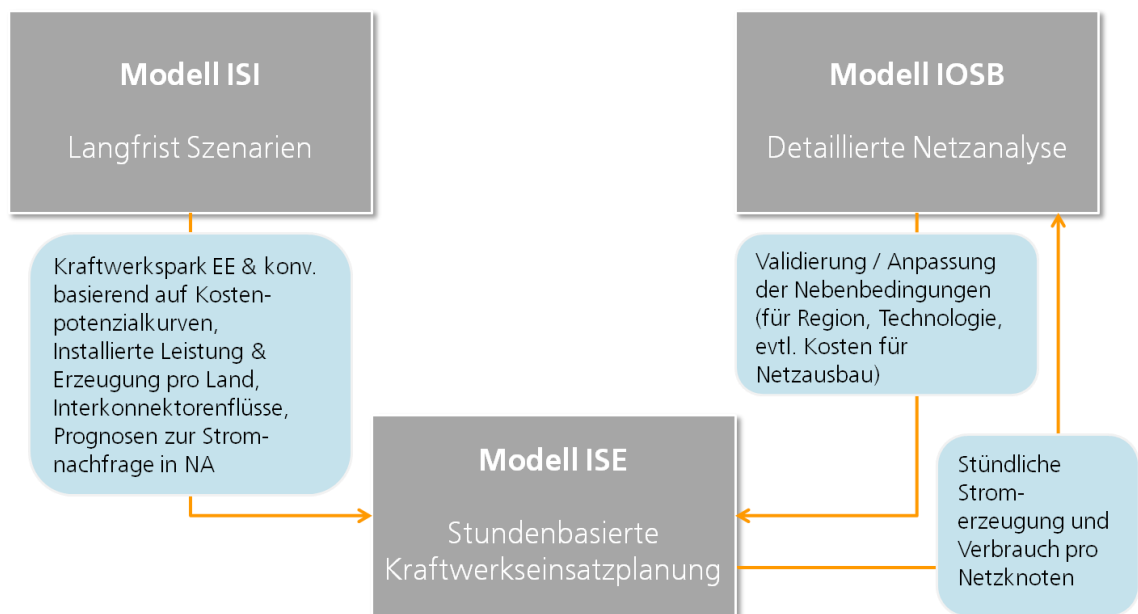 Modell ISI
Langfrist Szenarien
Modell IOSB
Detaillierte Netzanalyse
Kraftwerkspark EE & konv.
basierend auf Kosten-
potenzialkurven,
Installierte Leistung &
Erzeugung pro Land,
Interkonnektorenflüsse,
Prognosen zur Strom-
nachfrage in NA
Validierung / Anpassung
der Nebenbedingungen
(für Region, Technologie,
evtl. Kosten für
Netzausbau)
Modell ISE
Stundenbasierte
Kraftwerkseinsatzplanung
Stündliche
Strom-
erzeugung und
Verbrauch pro
Netzknoten